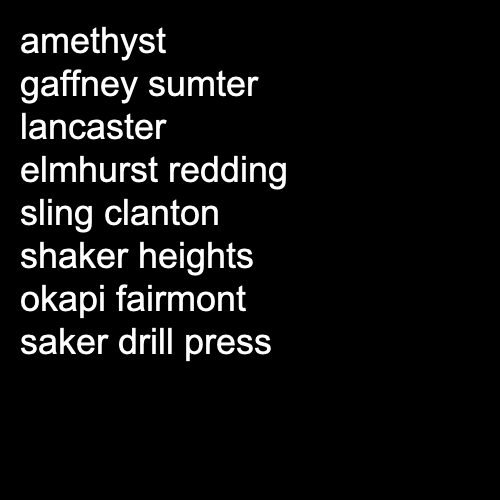 amethyst
gaffney sumter
lancaster
elmhurst redding
sling clanton
shaker heights
okapi fairmont
saker drill press